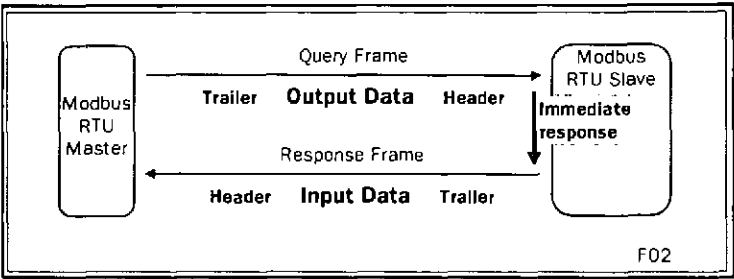 Query Frame
Trailer Output Data Header
Modbus
RTU
Master
Modbus
RTU Slave
Immediate
response
Response Frame
Header Input Data Trailer
F02